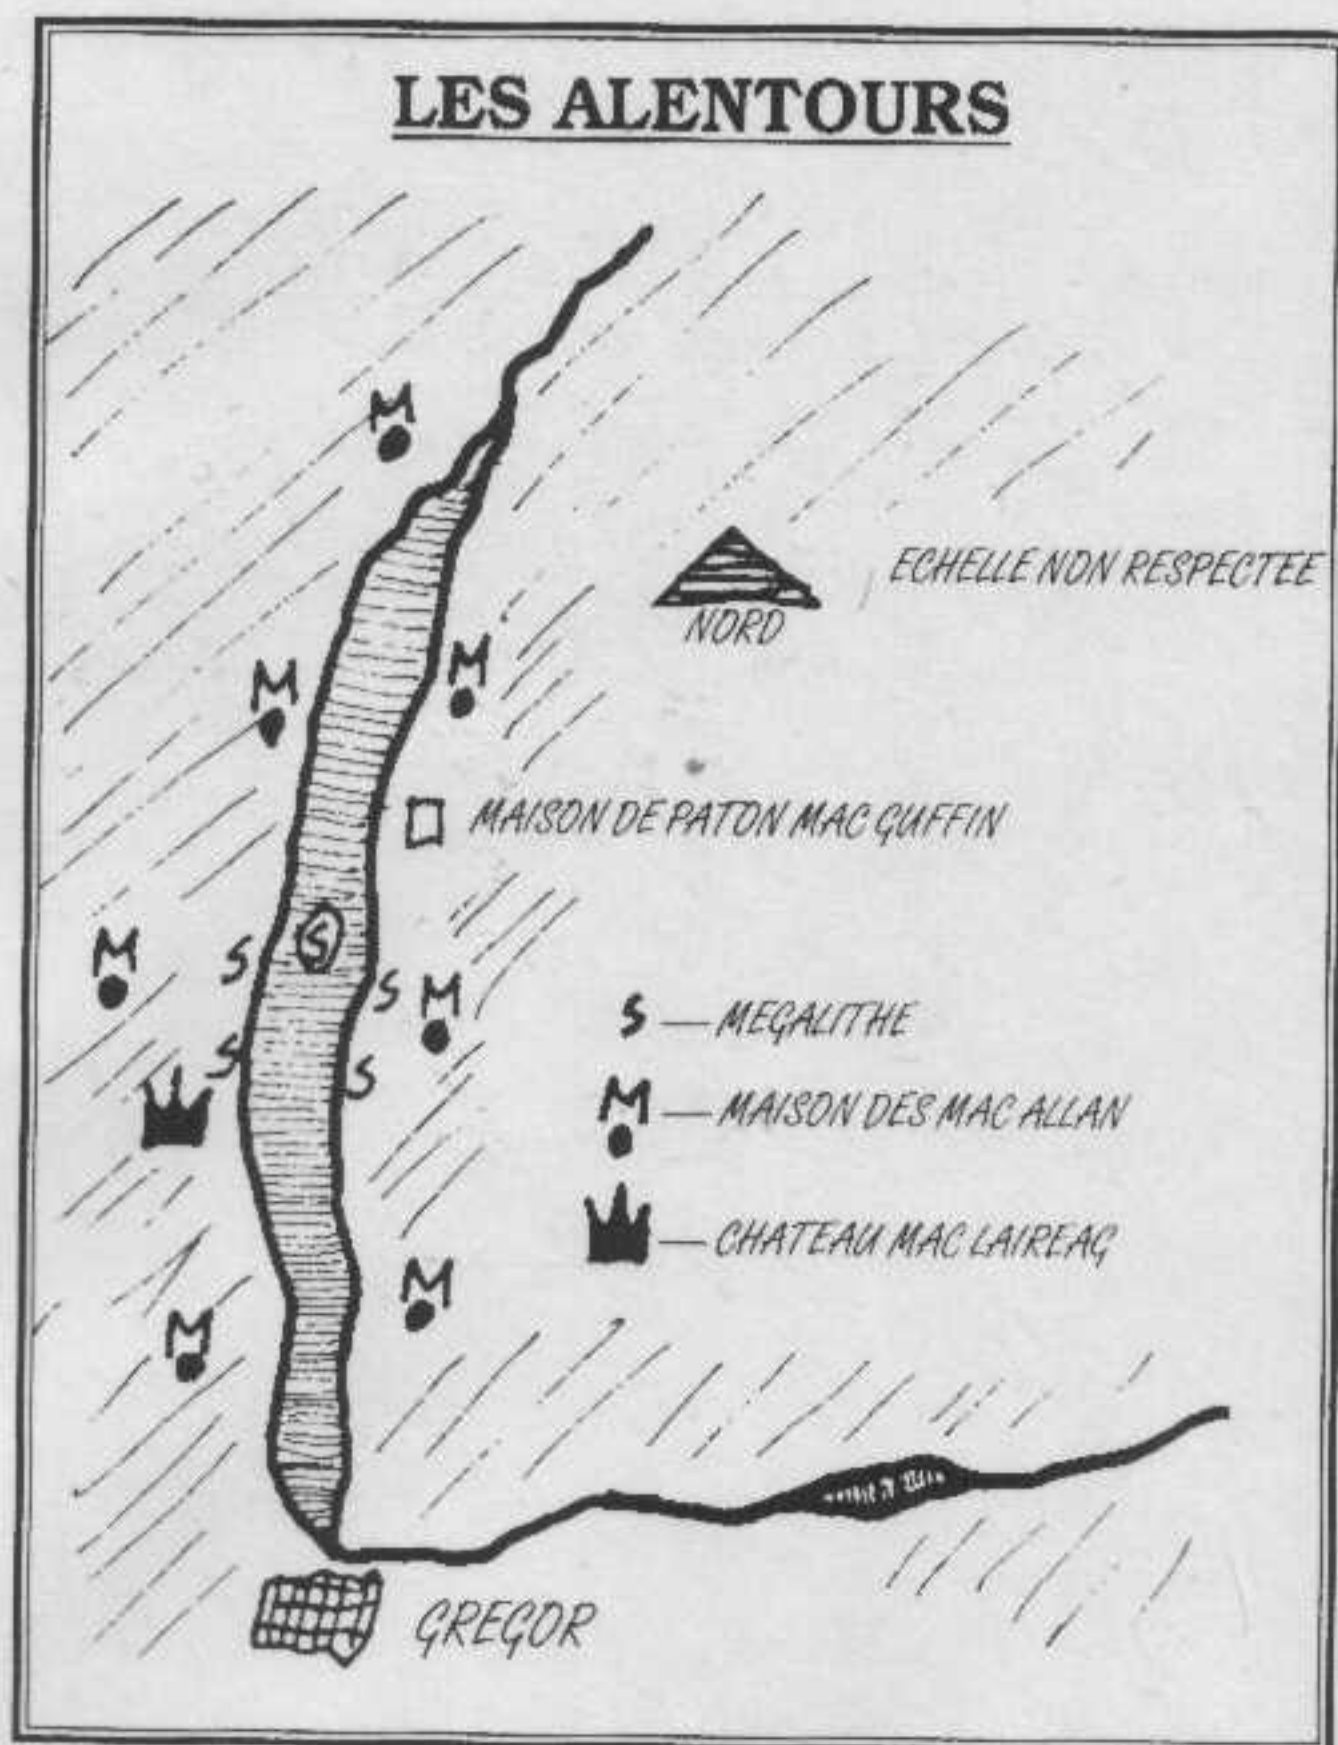 LES ALENTOURS
M
ECHELLE NON RESPECTEE
NORD
M
M
MAISON DE PATON MAC GUFFIN
S
S
M
S
M
S — MEGALITHE
S
S
M — MAISON DES MAC ALLAN
— CHATEAU MAC LAIREAG
M
M
GREGOR